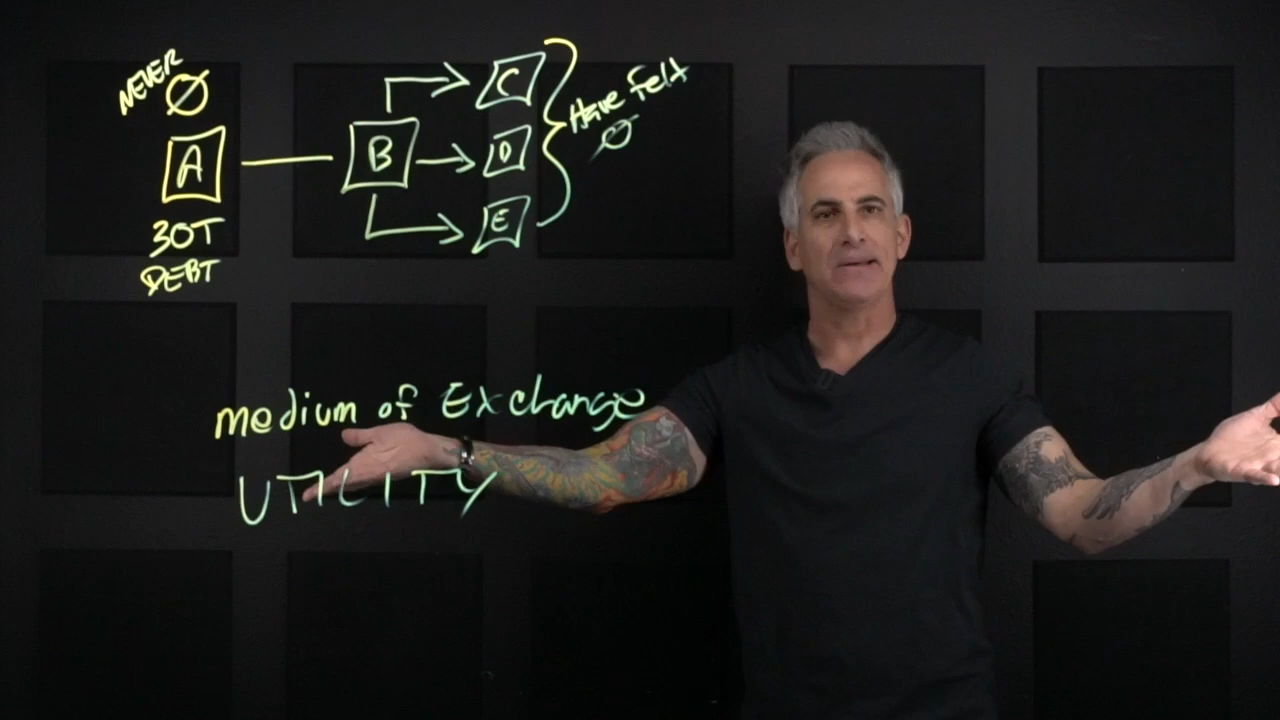 NEVER
Ø
A
30T
DEBT
B
C
D
E
Have Felt
Ø
medium of Exchange
UTILITY